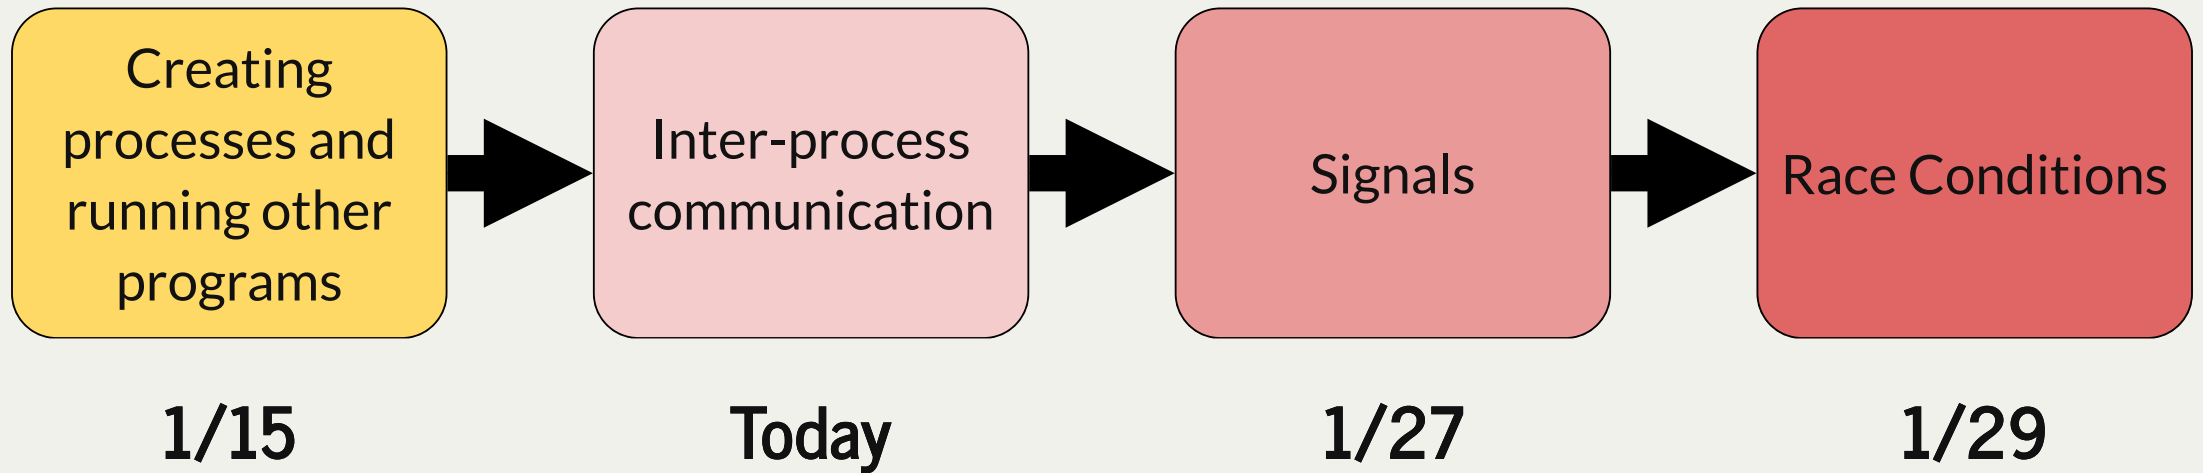 Creating
processes and
running other
programs
Inter-process
communication
Signals
Race Conditions
1/15
Today
1/27
1/29